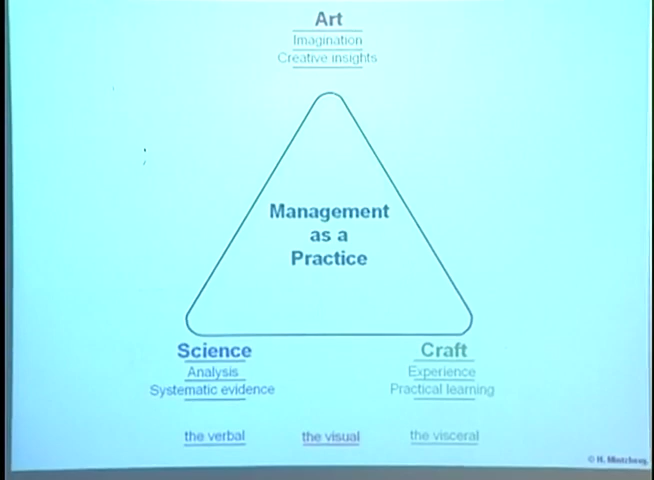 Art
Imagination
Creative insights
Management
as a
Practice
Science
Craft
Analysis
Experience
Systematic evidence
Practical learning
the verbal
the visual
the visceral
© H. Mintzberg